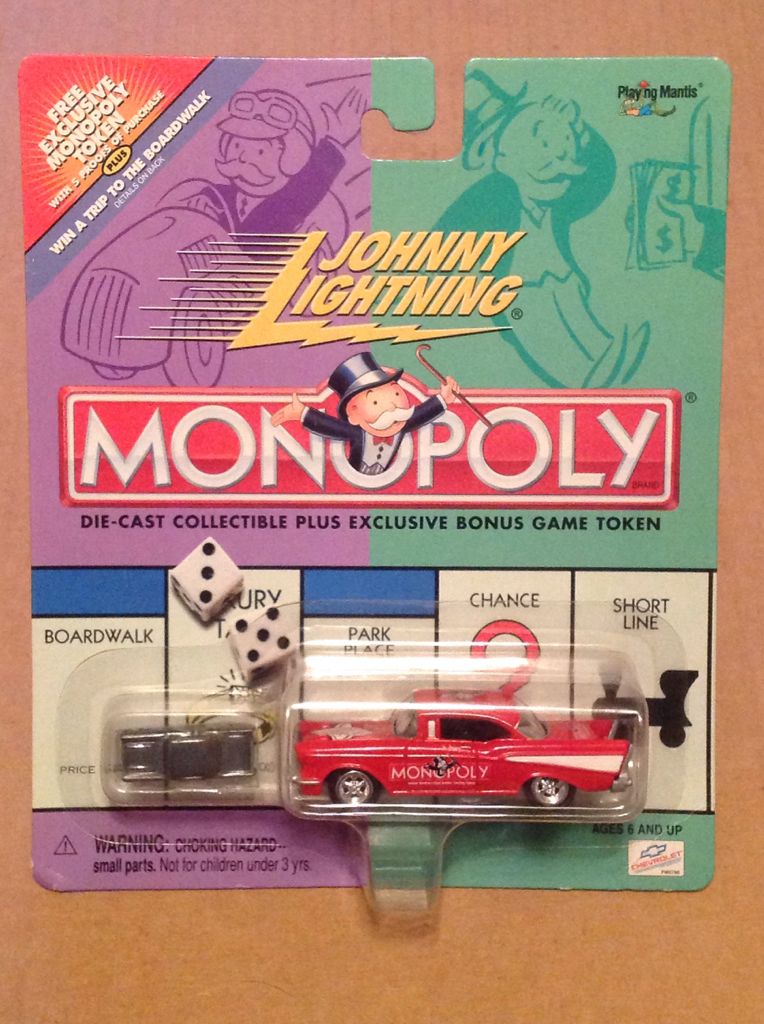 FREE
EXCLUSIVE
MONOPOLY
TOKEN
WITH 5 PROOFS OF PURCHASE
PLUS
WIN A TRIP TO THE BOARDWALK
DETAILS ON BACK
Playing Mantis®
JOHNNY
LIGHTNING®
MONOPOLY®
BRAND
DIE-CAST COLLECTIBLE PLUS EXCLUSIVE BONUS GAME TOKEN
BOARDWALK
PRICE
PARK
PLACE
CHANCE
SHORT
LINE
MONOPOLY
AGES 6 AND UP
WARNING: CHOKING HAZARD--
small parts. Not for children under 3 yrs.
CHEVROLET